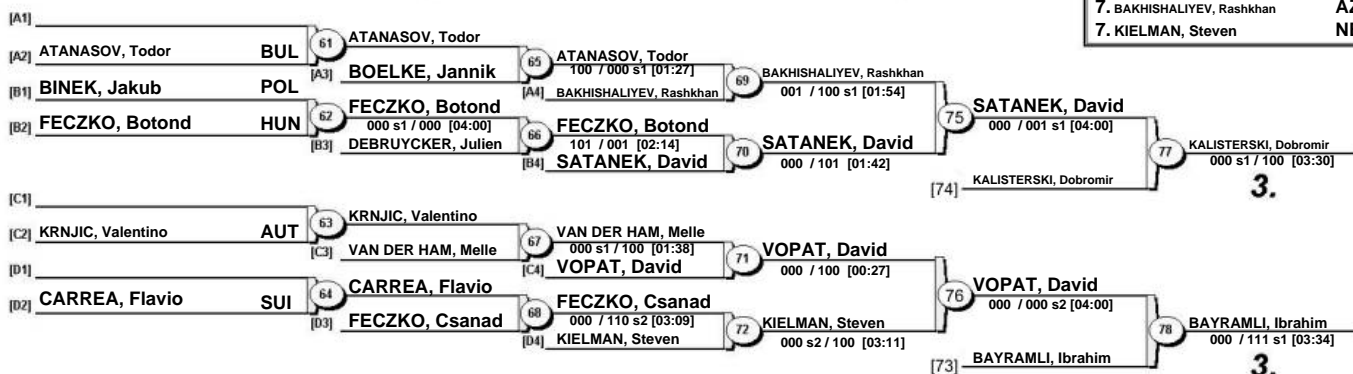 7. BAKHISHALIYEV, Rashkhan AZ
7. KIELMAN, Steven
[A1]
[A2] ATANASOV, Todor BUL
61
ATANASOV, Todor
[A3] BOELKE, Jannik
65
ATANASOV, Todor
100 / 000 s1 [01:27]
[A4] BAKHISHALIYEV, Rashkhan
69
BAKHISHALIYEV, Rashkhan
001 / 100 s1 [01:54]
[B1] BINEK, Jakub POL
[B2] FECZKO, Botond HUN
62
FECZKO, Botond
000 s1 / 000 [04:00]
[B3] DEBRUYCKER, Julien
66
FECZKO, Botond
101 / 001 [02:14]
[B4] SATANEK, David
70
SATANEK, David
000 / 101 [01:42]
75
SATANEK, David
000 / 001 s1 [04:00]
[74] KALISTERSKI, Dobromir
77
KALISTERSKI, Dobromir
000 s1 / 100 [03:30]
3.
[C1]
[C2] KRNJIC, Valentino AUT
63
KRNJIC, Valentino
[C3] VAN DER HAM, Melle
67
VAN DER HAM, Melle
000 s1 / 100 [01:38]
[C4] VOPAT, David
71
VOPAT, David
000 / 100 [00:27]
[D1]
[D2] CARREA, Flavio SUI
64
CARREA, Flavio
[D3] FECZKO, Csanad
68
FECZKO, Csanad
000 / 110 s2 [03:09]
[D4] KIELMAN, Steven
72
KIELMAN, Steven
000 s2 / 100 [03:11]
76
VOPAT, David
000 / 000 s2 [04:00]
[73] BAYRAMLI, Ibrahim
78
BAYRAMLI, Ibrahim
000 / 111 s1 [03:34]
3.